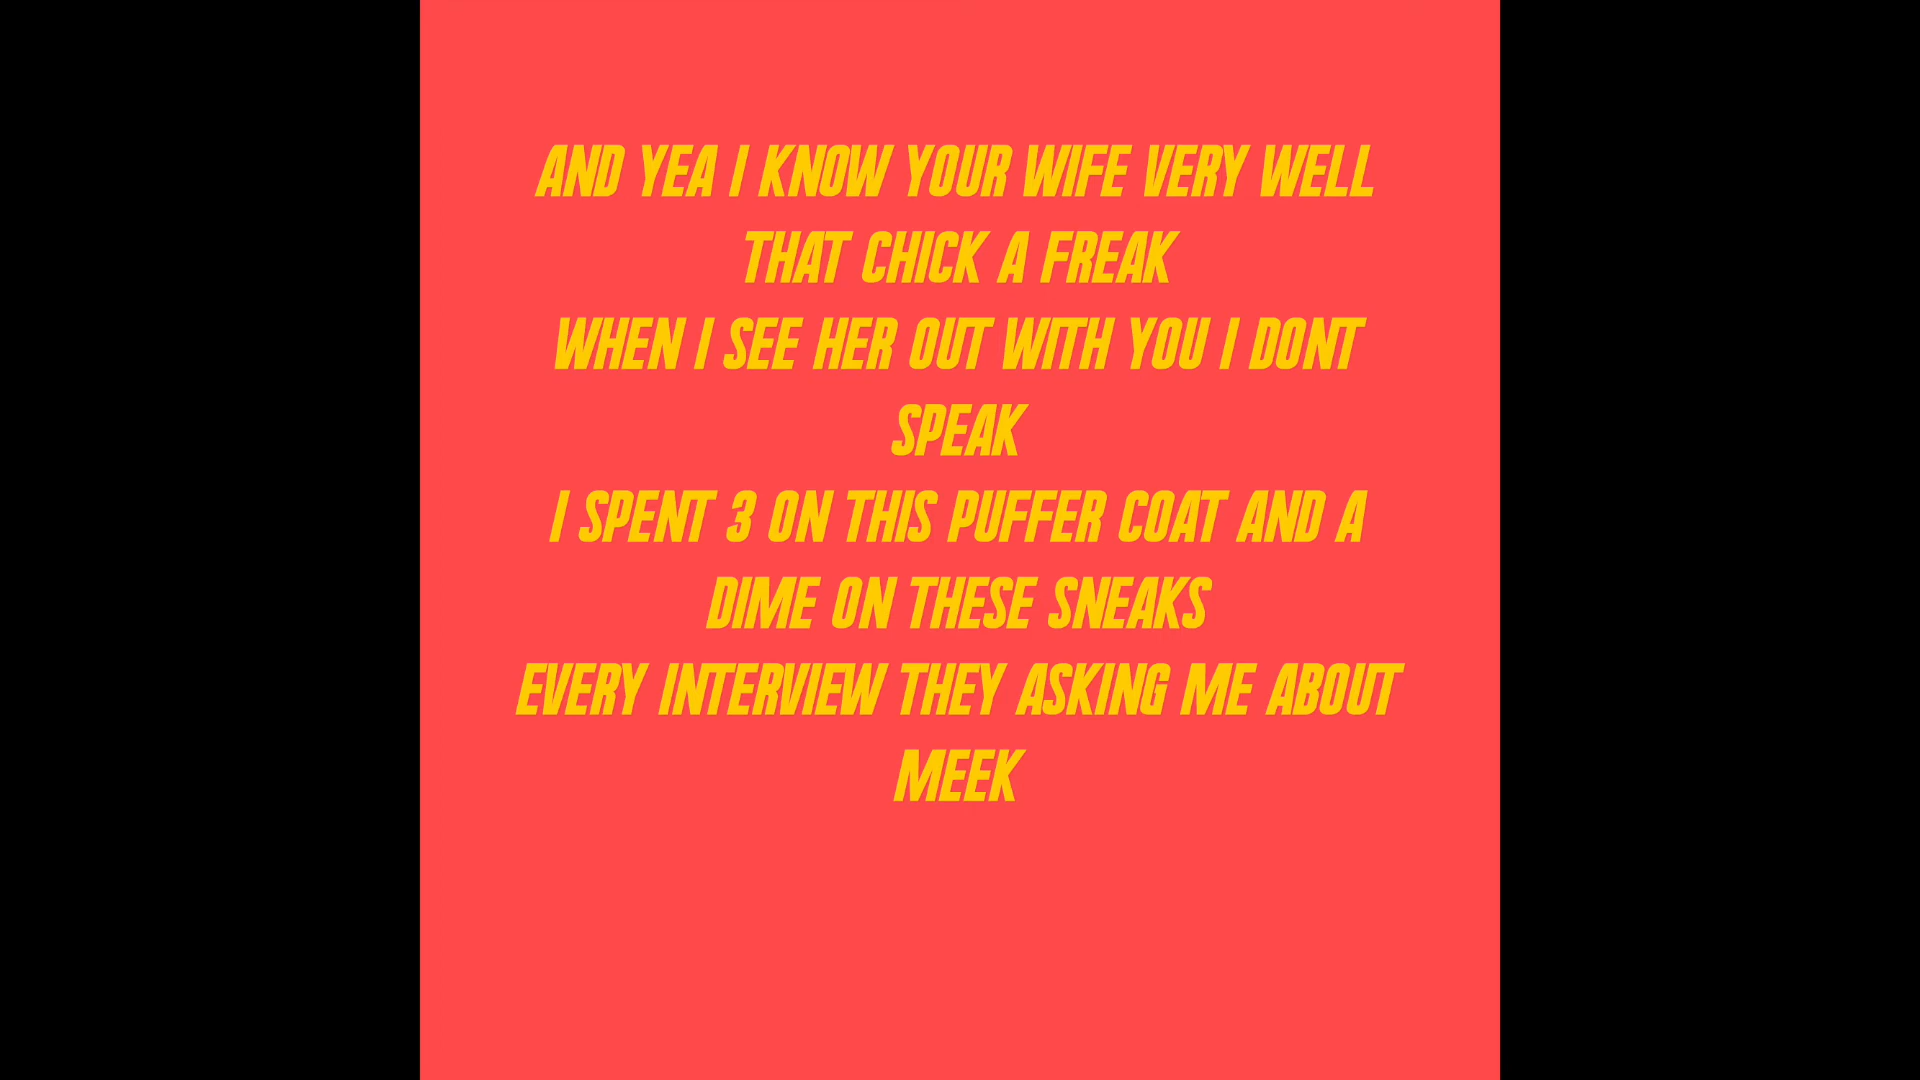 AND YEA I KNOW YOUR WIFE VERY WELL
THAT CHICK A FREAK
WHEN I SEE HER OUT WITH YOU I DONT
SPEAK
I SPENT 3 ON THIS PUFFER COAT AND A
DIME ON THESE SNEAKS
EVERY INTERVIEW THEY ASKING ME ABOUT
MEEK